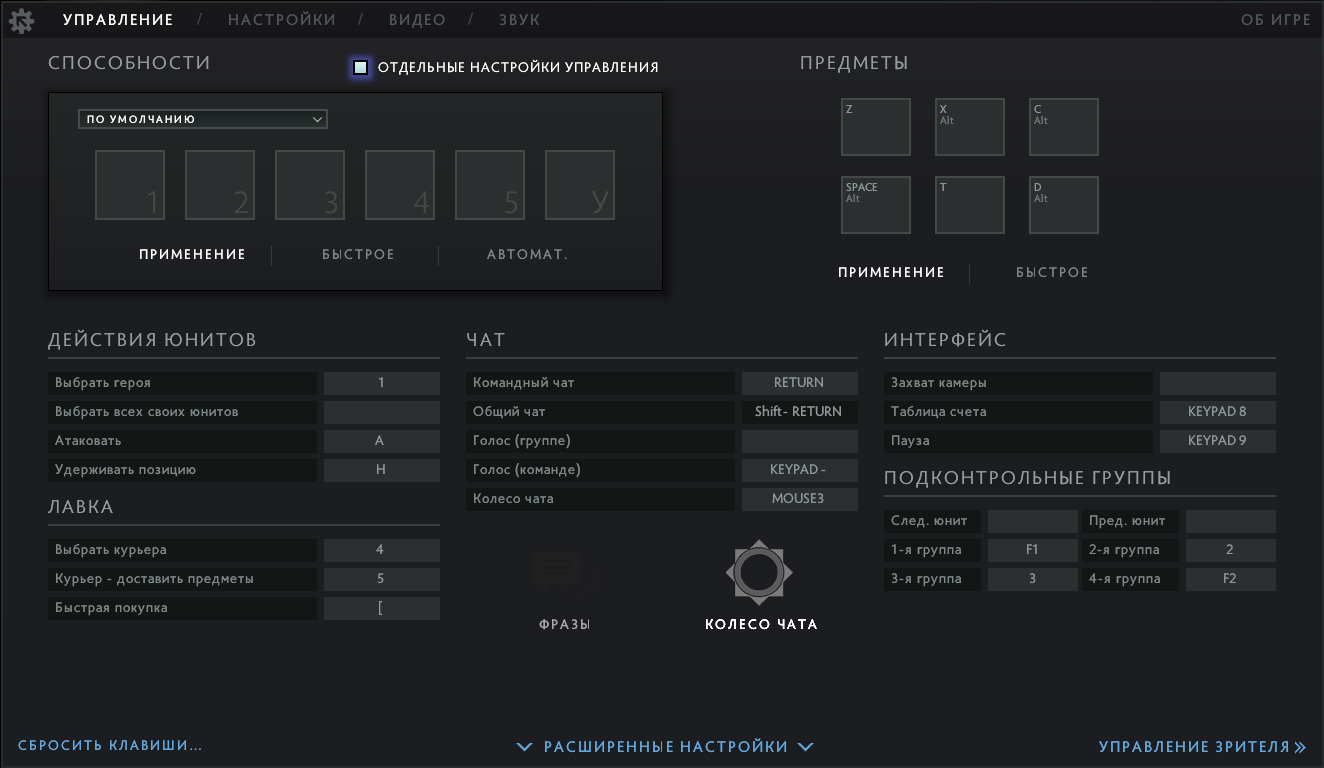 УПРАВЛЕНИЕ / НАСТРОЙКИ / ВИДЕО / ЗВУК ОБ ИГРЕ
СПОСОБНОСТИ
ОТДЕЛЬНЫЕ НАСТРОЙКИ УПРАВЛЕНИЯ
ПО УМОЛЧАНИЮ
1 2 3 4 5 У
ПРИМЕНЕНИЕ БЫСТРОЕ АВТОМАТ.
ПРЕДМЕТЫ
Z X C
Alt Alt
SPACE T D
Alt Alt
ПРИМЕНЕНИЕ БЫСТРОЕ
ДЕЙСТВИЯ ЮНИТОВ
Выбрать героя 1
Выбрать всех своих юнитов
Атаковать A
Удерживать позицию H
ЛАВКА
Выбрать курьера 4
Курьер - доставить предметы 5
Быстрая покупка [
ЧАТ
Командный чат RETURN
Общий чат Shift- RETURN
Голос (группе)
Голос (команде) KEYPAD -
Колесо чата MOUSE3
ФРАЗЫ КОЛЕСО ЧАТА
ИНТЕРФЕЙС
Захват камеры
Таблица счета KEYPAD 8
Пауза KEYPAD 9
ПОДКОНТРОЛЬНЫЕ ГРУППЫ
След. юнит Пред. юнит
1-я группа F1 2-я группа 2
3-я группа 3 4-я группа F2
СБРОСИТЬ КЛАВИШИ... РАСШИРЕННЫЕ НАСТРОЙКИ УПРАВЛЕНИЕ ЗРИТЕЛЯ